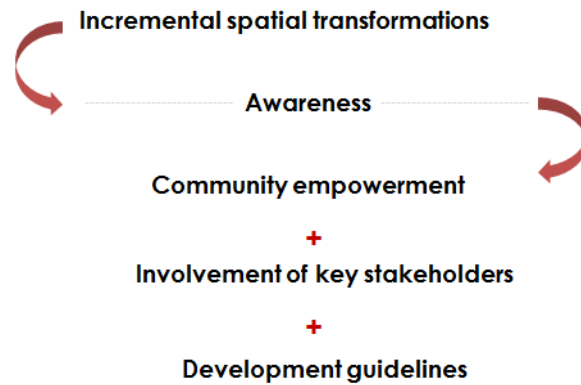 Incremental spatial transformations
Awareness
Community empowerment
+
Involvement of key stakeholders
+
Development guidelines